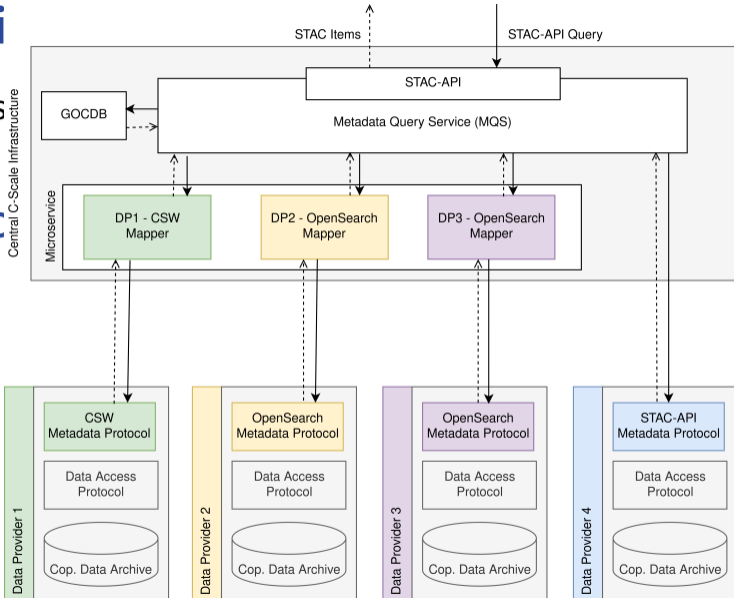 STAC Items
STAC-API Query
STAC-API
Metadata Query Service (MQS)
GOCDB
Central C-Scale Infrastructure
Microservice
DP1 - CSW
Mapper
DP2 - OpenSearch
Mapper
DP3 - OpenSearch
Mapper
Data Provider 1
CSW
Metadata Protocol
Data Access
Protocol
Cop. Data Archive
Data Provider 2
OpenSearch
Metadata Protocol
Data Access
Protocol
Cop. Data Archive
Data Provider 3
OpenSearch
Metadata Protocol
Data Access
Protocol
Cop. Data Archive
Data Provider 4
STAC-API
Metadata Protocol
Data Access
Protocol
Cop. Data Archive